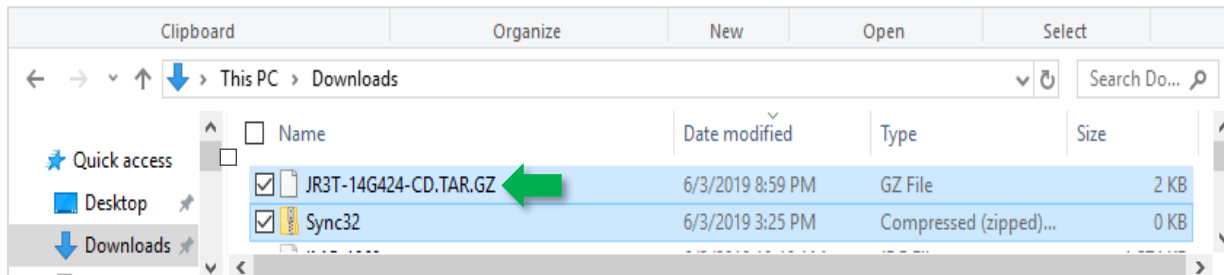 Clipboard Organize New Open Select
This PC > Downloads Search Do...
Name Date modified Type Size
Quick access
JR3T-14G424-CD.TAR.GZ 6/3/2019 8:59 PM GZ File 2 KB
Desktop
Sync32 6/3/2019 3:25 PM Compressed (zipped)... 0 KB
Downloads